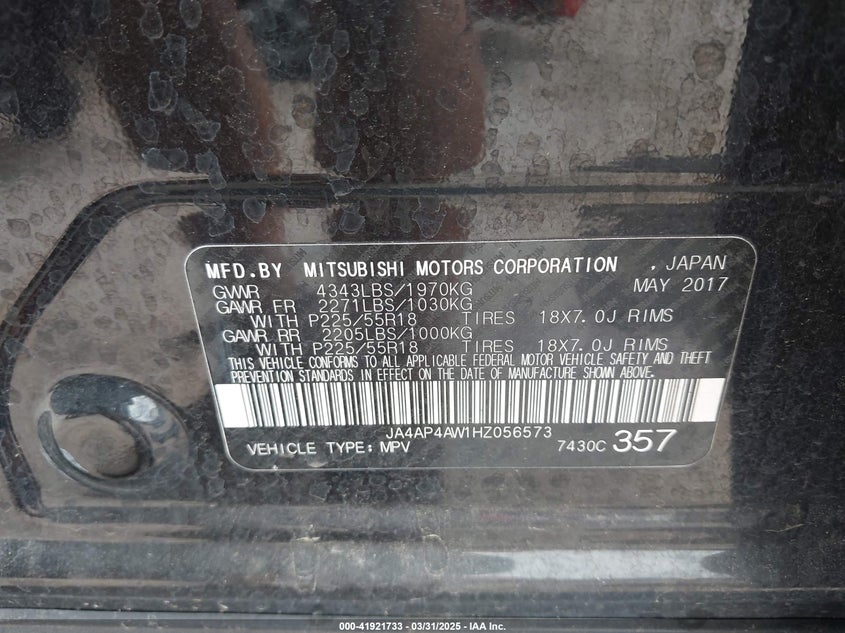 MFD.BY MITSUBISHI MOTORS CORPORATION , JAPAN
GVWR 4343LBS/1970KG MAY 2017
GAWR FR 2271LBS/1030KG
WITH P225/55R18 TIRES 18X7.0J RIMS
GAWR RR 2205LBS/1000KG
WITH P225/55R18 TIRES 18X7.0J RIMS
THIS VEHICLE CONFORMS TO ALL APPLICABLE FEDERAL MOTOR VEHICLE SAFETY AND THEFT
PREVENTION STANDARDS IN EFFECT ON THE DATE OF MANUFACTURE SHOWN ABOVE.
JA4AP4AW1HZ056573
VEHICLE TYPE: MPV 7430C 357
000-41921733 - 03/31/2025 - IAA Inc.